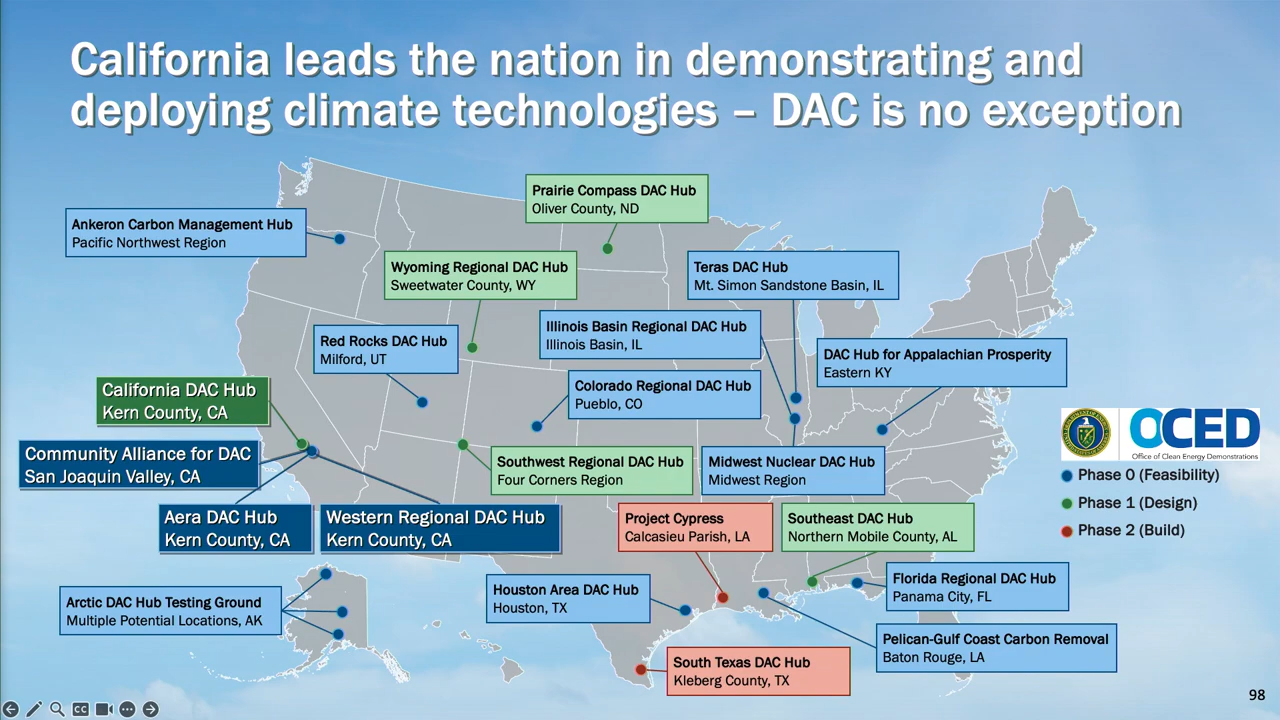 California leads the nation in demonstrating and
deploying climate technologies – DAC is no exception
Prairie Compass DAC Hub
Oliver County, ND
Ankeron Carbon Management Hub
Pacific Northwest Region
Wyoming Regional DAC Hub
Sweetwater County, WY
Teras DAC Hub
Mt. Simon Sandstone Basin, IL
Red Rocks DAC Hub
Milford, UT
Illinois Basin Regional DAC Hub
Illinois Basin, IL
DAC Hub for Appalachian Prosperity
Eastern KY
California DAC Hub
Kern County, CA
Colorado Regional DAC Hub
Pueblo, CO
Community Alliance for DAC
San Joaquin Valley, CA
Southwest Regional DAC Hub
Four Corners Region
Midwest Nuclear DAC Hub
Midwest Region
OCED
Office of Clean Energy Demonstrations
Phase 0 (Feasibility)
Phase 1 (Design)
Phase 2 (Build)
Aera DAC Hub
Kern County, CA
Western Regional DAC Hub
Kern County, CA
Project Cypress
Calcasieu Parish, LA
Southeast DAC Hub
Northern Mobile County, AL
Arctic DAC Hub Testing Ground
Multiple Potential Locations, AK
Houston Area DAC Hub
Houston, TX
Florida Regional DAC Hub
Panama City, FL
Pelican-Gulf Coast Carbon Removal
Baton Rouge, LA
South Texas DAC Hub
Kleberg County, TX
98
CC